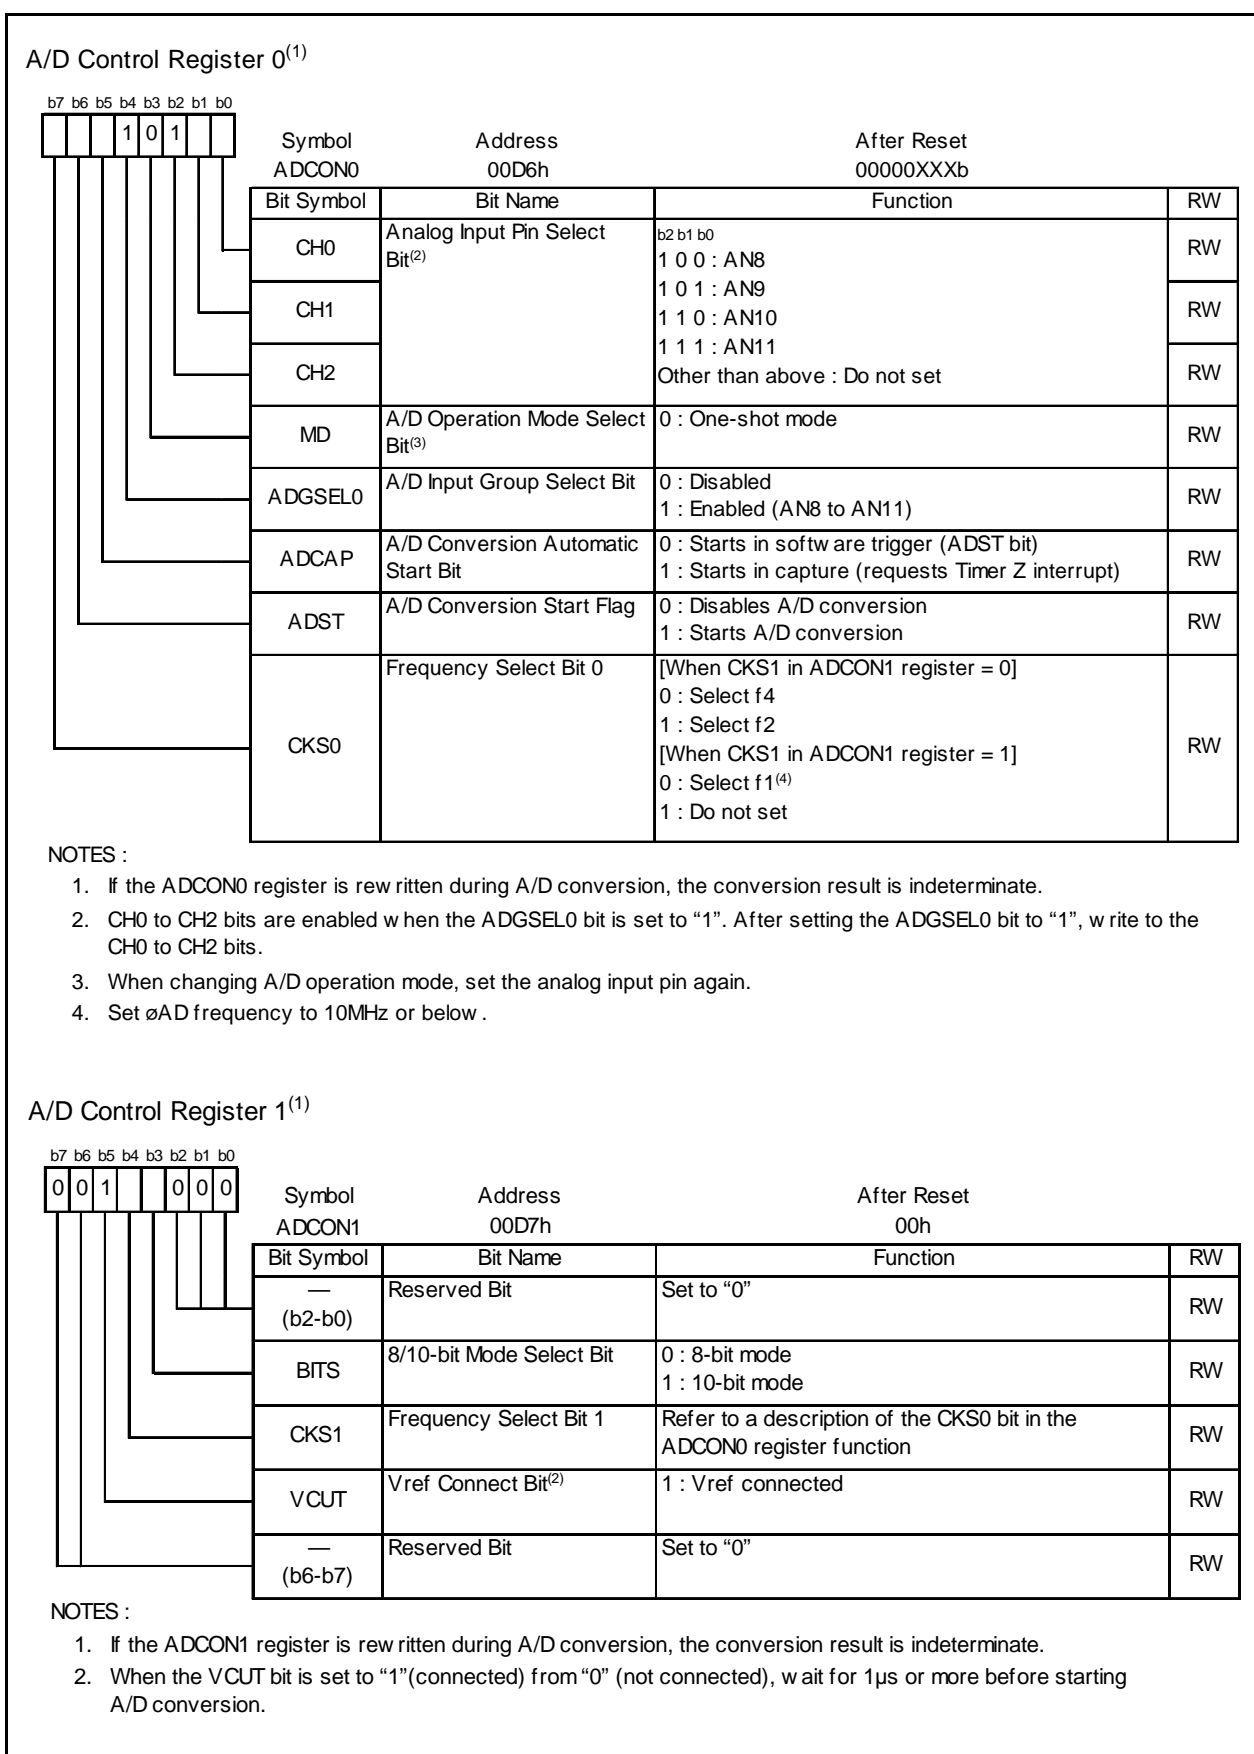 A/D Control Register 0(1)
b7 b6 b5 b4 b3 b2 b1 b0
1 0 1
Symbol Address After Reset
ADCON0 00D6h 00000XXXb
Bit Symbol Bit Name Function RW
CH0 Analog Input Pin Select Bit(2) b2 b1 b0 RW
1 0 0 : AN8
1 0 1 : AN9
CH1 RW
1 1 0 : AN10
1 1 1 : AN11
CH2 Other than above : Do not set RW
MD A/D Operation Mode Select Bit(3) 0 : One-shot mode RW
ADGSEL0 A/D Input Group Select Bit 0 : Disabled RW
1 : Enabled (AN8 to AN11)
ADCAP A/D Conversion Automatic Start Bit 0 : Starts in software trigger (ADST bit) RW
1 : Starts in capture (requests Timer Z interrupt)
ADST A/D Conversion Start Flag 0 : Disables A/D conversion RW
1 : Starts A/D conversion
CKS0 Frequency Select Bit 0 [When CKS1 in ADCON1 register = 0] RW
0 : Select f4
1 : Select f2
[When CKS1 in ADCON1 register = 1]
0 : Select f1(4)
1 : Do not set
NOTES :
1. If the ADCON0 register is rewritten during A/D conversion, the conversion result is indeterminate.
2. CH0 to CH2 bits are enabled when the ADGSEL0 bit is set to “1”. After setting the ADGSEL0 bit to “1”, write to the
CH0 to CH2 bits.
3. When changing A/D operation mode, set the analog input pin again.
4. Set øAD frequency to 10MHz or below.
A/D Control Register 1(1)
b7 b6 b5 b4 b3 b2 b1 b0
0 0 1 0 0 0
Symbol Address After Reset
ADCON1 00D7h 00h
Bit Symbol Bit Name Function RW
— (b2-b0) Reserved Bit Set to “0” RW
BITS 8/10-bit Mode Select Bit 0 : 8-bit mode RW
1 : 10-bit mode
CKS1 Frequency Select Bit 1 Refer to a description of the CKS0 bit in the RW
ADCON0 register function
VCUT Vref Connect Bit(2) 1 : Vref connected RW
— (b6-b7) Reserved Bit Set to “0” RW
NOTES :
1. If the ADCON1 register is rewritten during A/D conversion, the conversion result is indeterminate.
2. When the VCUT bit is set to “1”(connected) from “0” (not connected), wait for 1µs or more before starting
A/D conversion.